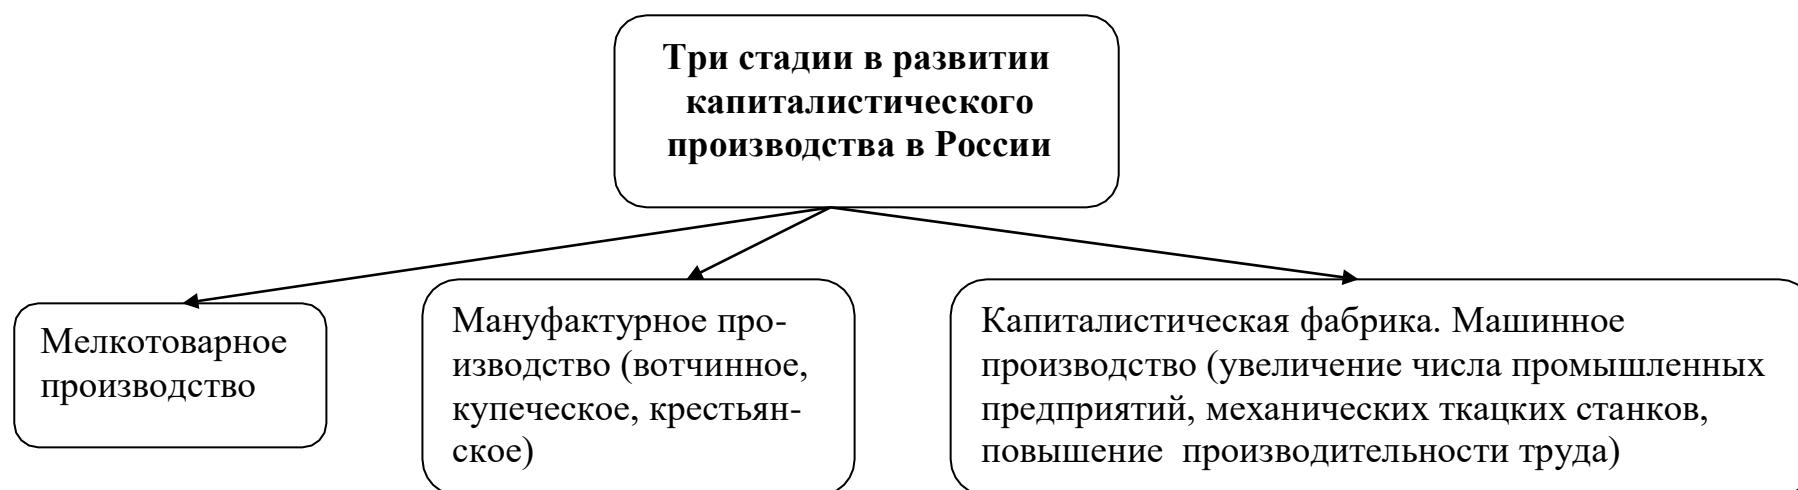 Три стадии в развитии
капиталистического
производства в России
Мелкотоварное
производство
Мануфактурное про-
изводство (вотчинное,
купеческое, крестьян-
ское)
Капиталистическая фабрика. Машинное
производство (увеличение числа промышленных
предприятий, механических ткацких станков,
повышение  производительности труда)